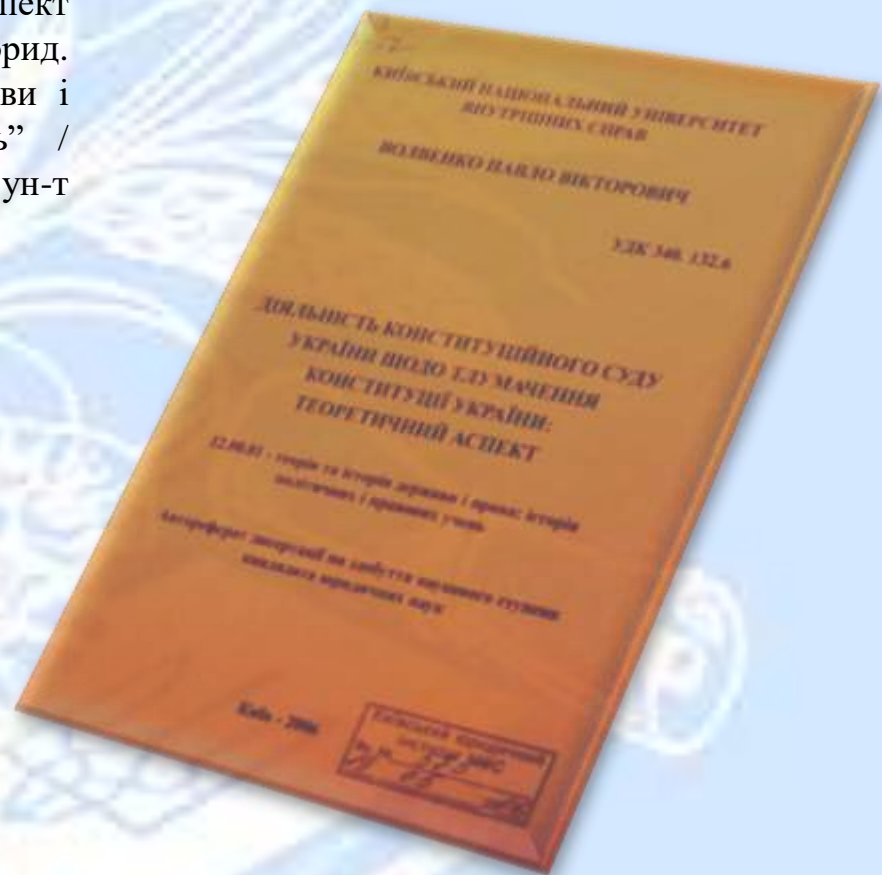 пект
рид.
ви і
ь” /
ун-т
КИЇВСЬКИЙ НАЦІОНАЛЬНИЙ УНІВЕРСИТЕТ
ВНУТРІШНІХ СПРАВ
ВОЛВЕНКО ПАВЛО ВІКТОРОВИЧ
УДК 340. 132.6
ДІЯЛЬНІСТЬ КОНСТИТУЦІЙНОГО СУДУ
УКРАЇНИ ЩОДО ТЛУМАЧЕННЯ
КОНСТИТУЦІЇ УКРАЇНИ:
ТЕОРЕТИЧНИЙ АСПЕКТ
12.00.01 - теорія та історія держави і права; історія
політичних і правових учень
Автореферат дисертації на здобуття наукового ступеня
кандидата юридичних наук
Київ - 2006